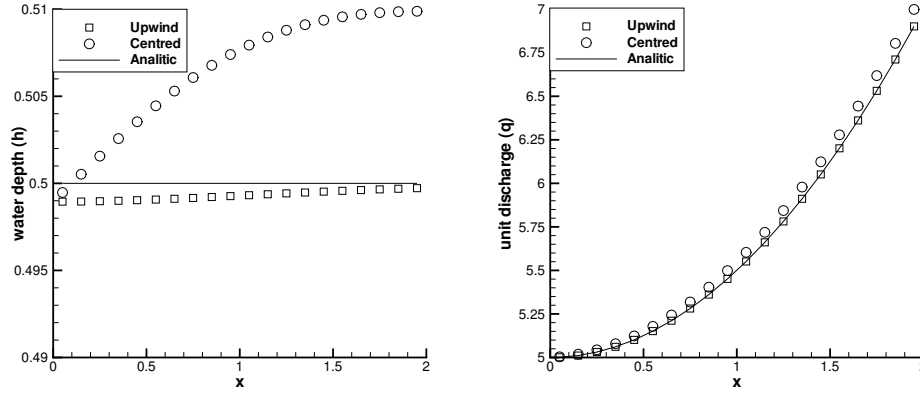 0.51
0.505
0.5
0.495
0.49
water depth (h)
Upwind
Centred
Analitic
0
0.5
1
1.5
2
x
7
6.75
6.5
6.25
6
5.75
5.5
5.25
5
unit discharge (q)
Upwind
Centred
Analitic
0
0.5
1
1.5
x